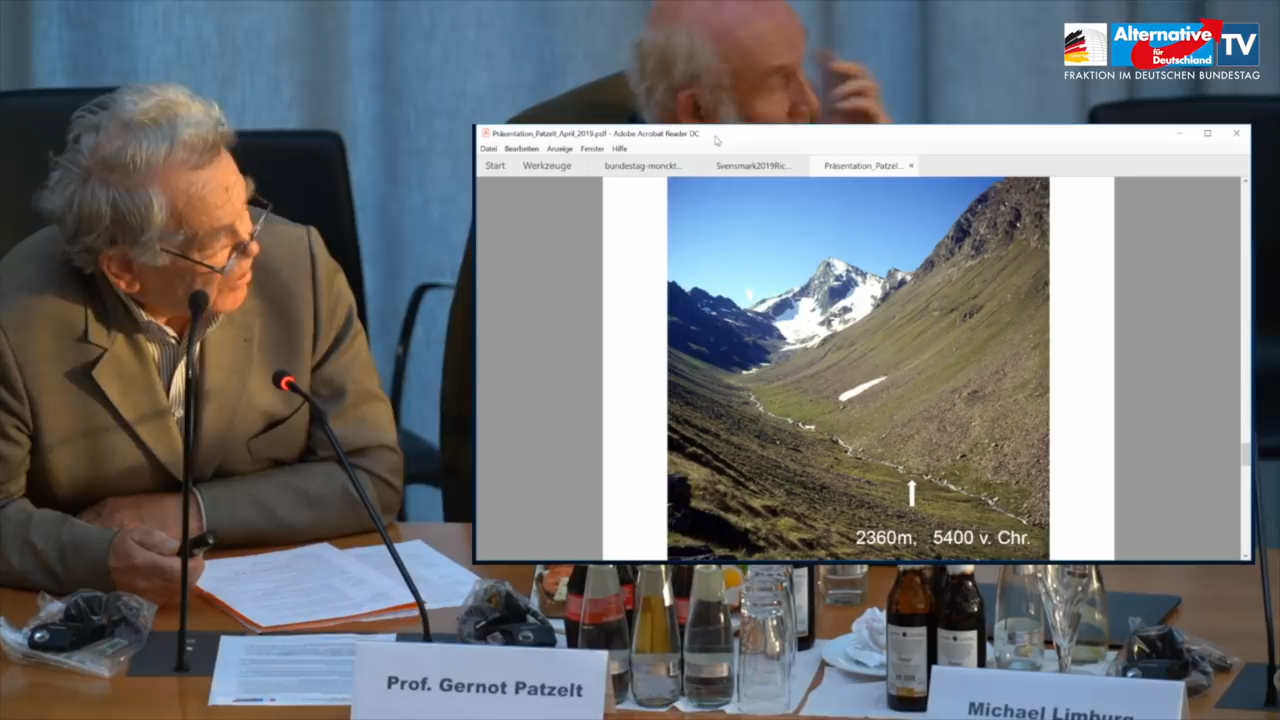 Alternative
für
Deutschland
TV
FRAKTION IM DEUTSCHEN BUNDESTAG
Präsentation_Patzelt_April_2019.pdf - Adobe Acrobat Reader DC
Datei Bearbeiten Anzeige Fenster Hilfe
Start Werkzeuge bundestag-monckt... Svensmark2019Ric... Präsentation_Patzel... ×
2360m, 5400 v. Chr.
Prof. Gernot Patzelt
Michael Limburg